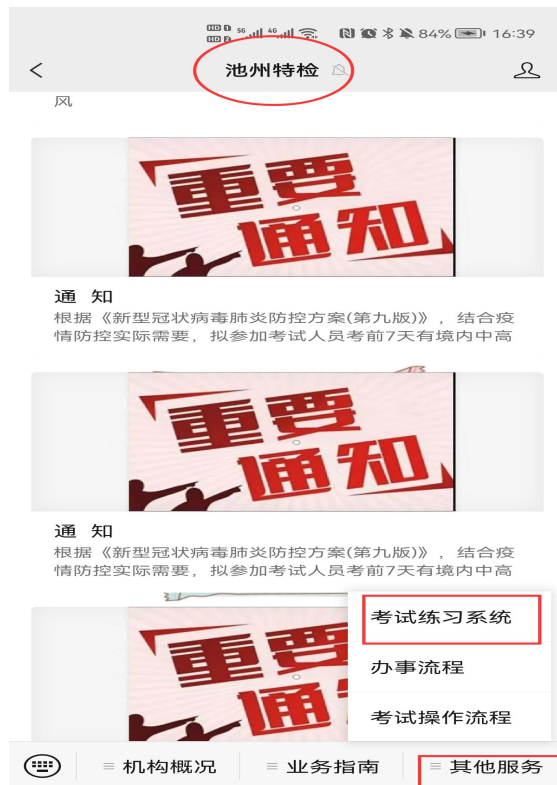 HD 1 5G 4G 84% 16:39
HD 2
池州特检
风
重要
通知
通 知
根据《新型冠状病毒肺炎防控方案(第九版)》，结合疫
情防控实际需要，拟参加考试人员考前7天有境内中高
重要
通知
通 知
根据《新型冠状病毒肺炎防控方案(第九版)》，结合疫
情防控实际需要，拟参加考试人员考前7天有境内中高
重要
通
考试练习系统
办事流程
考试操作流程
机构概况 业务指南 其他服务